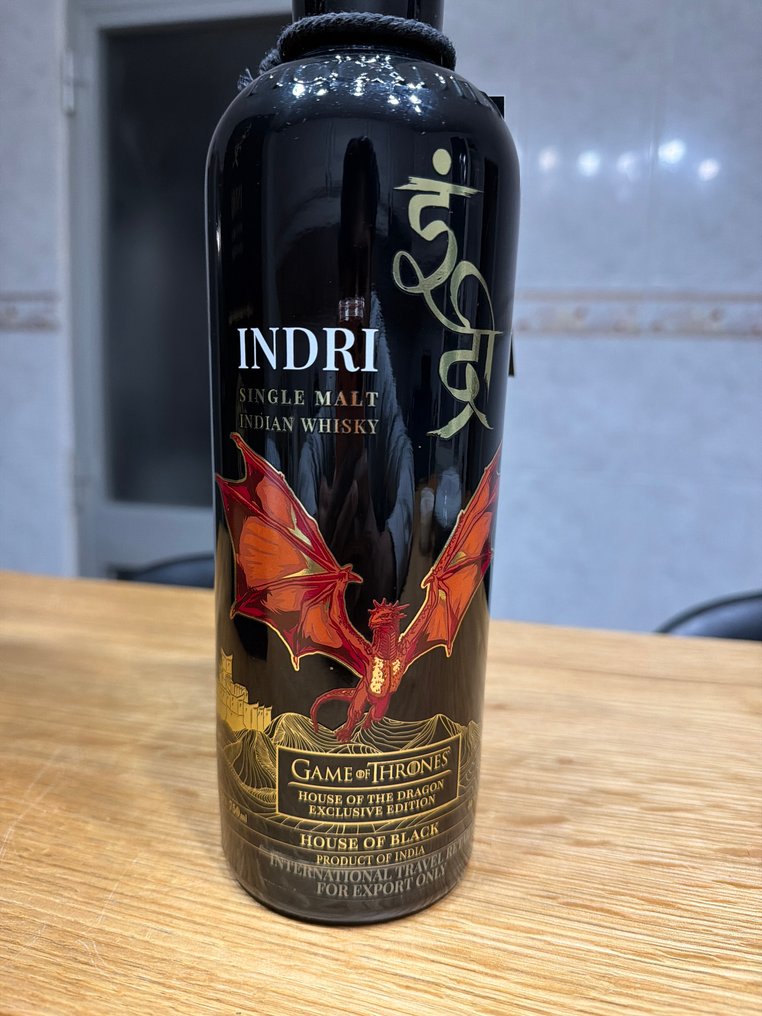 INDRI
SINGLE MALT
INDIAN WHISKY
इंद्री
GAME OF THRONES
HOUSE OF THE DRAGON
EXCLUSIVE EDITION
750ml
HOUSE OF BLACK
PRODUCT OF INDIA
INTERNATIONAL TRAVEL
FOR EXPORT ONLY